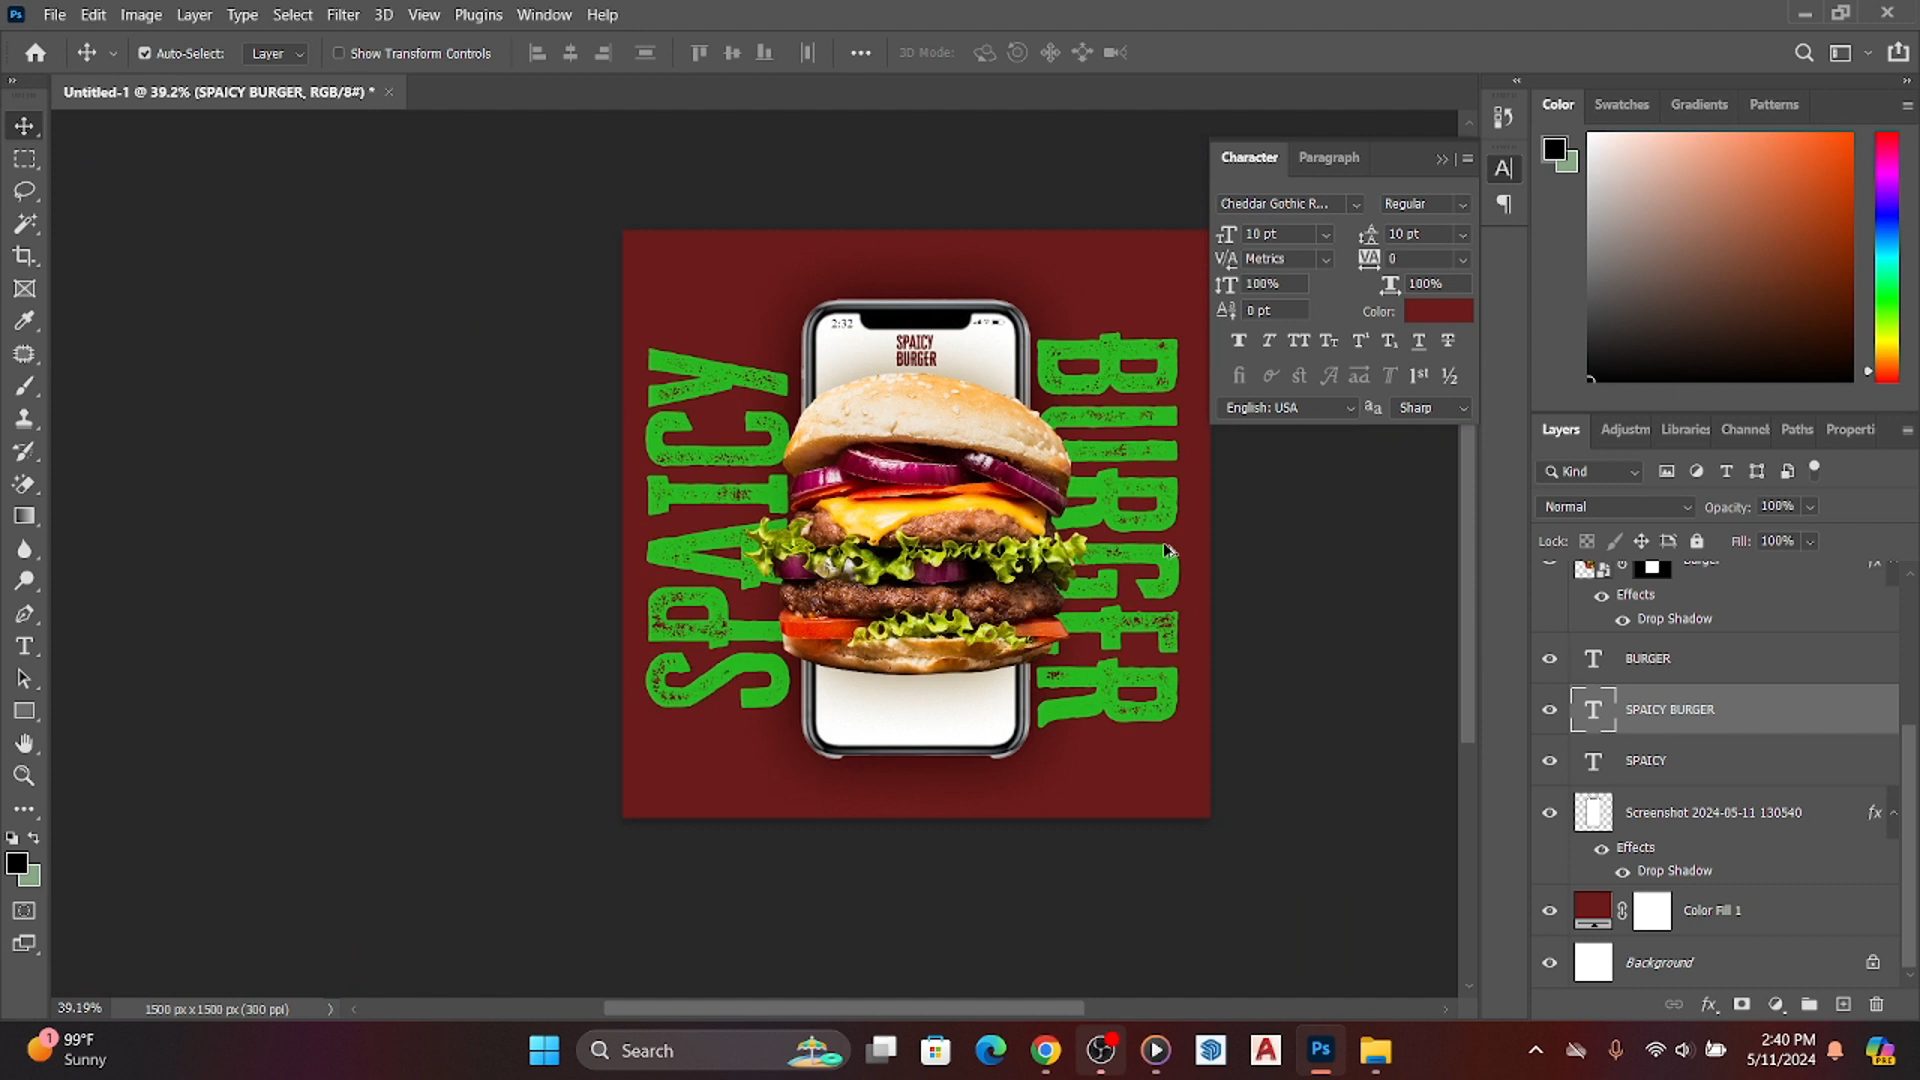 Ps File Edit Image Layer Type Select Filter 3D View Plugins Window Help
Auto-Select: Layer Show Transform Controls 3D Mode:
Untitled-1 @ 39.2% (SPAICY BURGER, RGB/8#) *
Color Swatches Gradients Patterns
Character Paragraph
Cheddar Gothic R... Regular
10 pt 10 pt
Metrics 0
100% 100%
0 pt Color:
English: USA Sharp
2:32
SPAICY
BURGER
SPAICY
BURGER
Layers Adjustm Libraries Channel Paths Properti
Kind
Normal Opacity: 100%
Lock: Fill: 100%
Effects
Drop Shadow
BURGER
SPAICY BURGER
SPAICY
Screenshot 2024-05-11 130540 fx
Effects
Drop Shadow
Color Fill 1
Background
39.19% 1500 px x 1500 px (300 ppi)
1 99°F
Sunny
Search
Ps
2:40 PM
5/11/2024
PRE